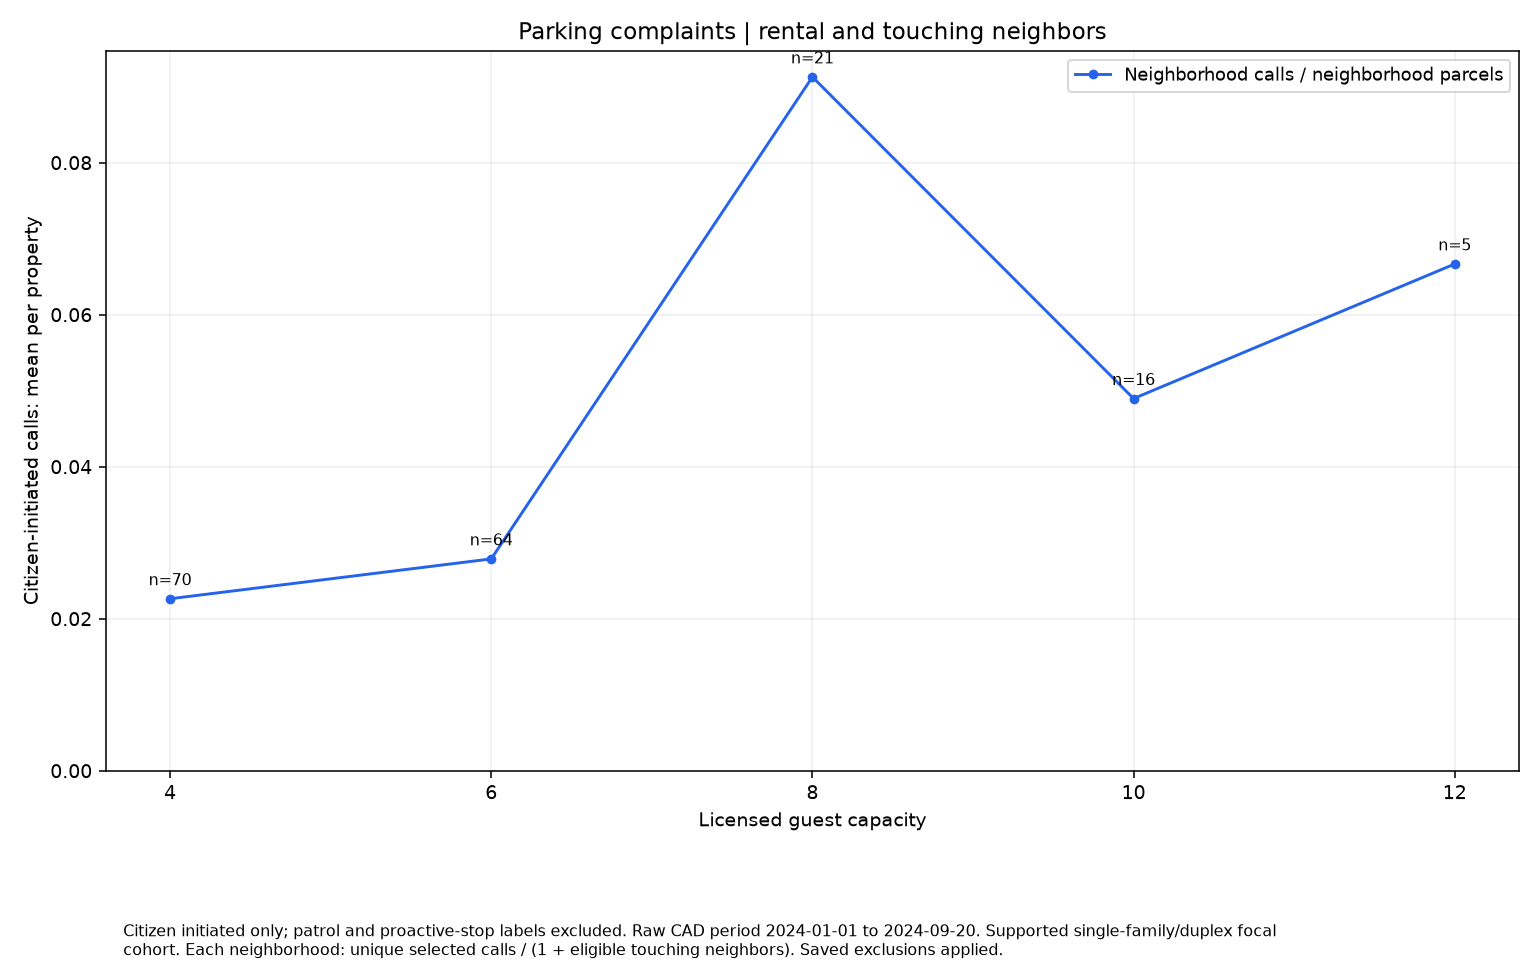 Parking complaints | rental and touching neighbors
Neighborhood calls / neighborhood parcels
Citizen-initiated calls: mean per property
0.08
0.06
0.04
0.02
0.00
n=70
n=64
n=21
n=16
n=5
4 6 8 10 12
Licensed guest capacity
Citizen initiated only; patrol and proactive-stop labels excluded. Raw CAD period 2024-01-01 to 2024-09-20. Supported single-family/duplex focal
cohort. Each neighborhood: unique selected calls / (1 + eligible touching neighbors). Saved exclusions applied.